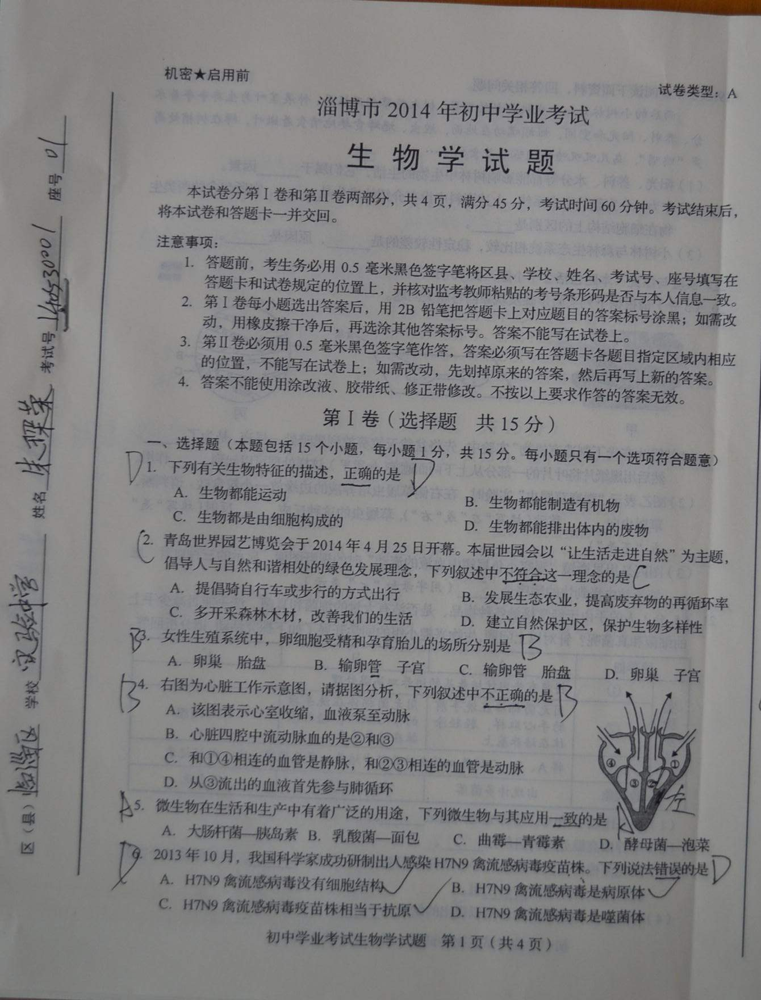 机密★启用前
试卷类型：A
淄博市 2014 年初中学业考试
生 物 学 试 题
本试卷分第Ⅰ卷和第Ⅱ卷两部分，共 4 页，满分 45 分，考试时间 60 分钟。考试结束后，
将本试卷和答题卡一并交回。
注意事项：
1. 答题前，考生务必用 0.5 毫米黑色签字笔将区县、学校、姓名、考试号、座号填写在
答题卡和试卷规定的位置上，并核对监考教师粘贴的考号条形码是否与本人信息一致。
2. 第Ⅰ卷每小题选出答案后，用 2B 铅笔把答题卡上对应题目的答案标号涂黑；如需改
动，用橡皮擦干净后，再选涂其他答案标号。答案不能写在试卷上。
3. 第Ⅱ卷必须用 0.5 毫米黑色签字笔作答，答案必须写在答题卡各题目指定区域内相应
的位置，不能写在试卷上；如需改动，先划掉原来的答案，然后再写上新的答案。
4. 答案不能使用涂改液、胶带纸、修正带修改。不按以上要求作答的答案无效。
第Ⅰ卷（选择题　共 15 分）
一、选择题（本题包括 15 个小题，每小题 1 分，共 15 分。每小题只有一个选项符合题意）
D 1. 下列有关生物特征的描述，正确的是 D
A. 生物都能运动
B. 生物都能制造有机物
C. 生物都是由细胞构成的
D. 生物都能排出体内的废物
C 2. 青岛世界园艺博览会于 2014 年 4 月 25 日开幕。本届世园会以“让生活走进自然”为主题，
倡导人与自然和谐相处的绿色发展理念，下列叙述中不符合这一理念的是 C
A. 提倡骑自行车或步行的方式出行
B. 发展生态农业，提高废弃物的再循环率
C. 多开采森林木材，改善我们的生活
D. 建立自然保护区，保护生物多样性
B 3. 女性生殖系统中，卵细胞受精和孕育胎儿的场所分别是 B
A. 卵巢　胎盘　B. 输卵管　子宫　C. 输卵管　胎盘　D. 卵巢　子宫
B 4. 右图为心脏工作示意图，请据图分析，下列叙述中不正确的是 B
A. 该图表示心室收缩，血液泵至动脉
B. 心脏四腔中流动脉血的是②和③
C. 和①④相连的血管是静脉，和②③相连的血管是动脉
D. 从③流出的血液首先参与肺循环
④ ①
③ ②
左
A 5. 微生物在生活和生产中有着广泛的用途，下列微生物与其应用一致的是 A
A. 大肠杆菌—胰岛素 B. 乳酸菌—面包　C. 曲霉—青霉素　D. 酵母菌—泡菜
D 6. 2013 年 10 月，我国科学家成功研制出人感染 H7N9 禽流感病毒疫苗株。下列说法错误的是 D
A. H7N9 禽流感病毒没有细胞结构
B. H7N9 禽流感病毒是病原体
C. H7N9 禽流感病毒疫苗株相当于抗原
D. H7N9 禽流感病毒是噬菌体
初中学业考试生物学试题　第 1 页（共 4 页）
区（县）临淄区 学校 实验中学 姓名 考试号 座号 01